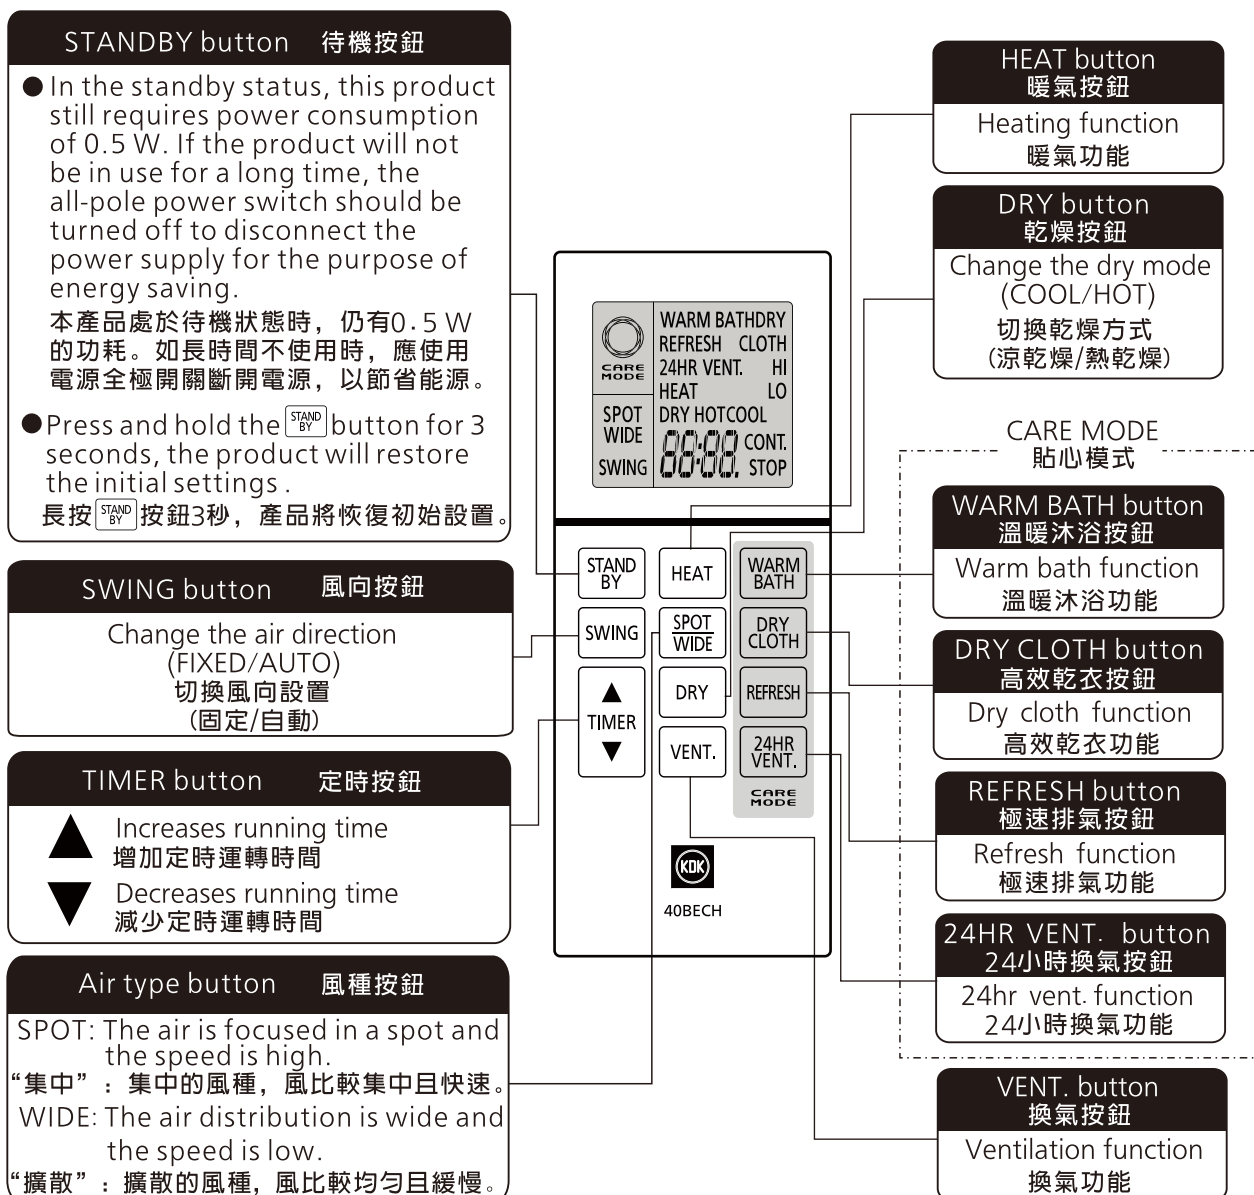 STANDBY button 待機按鈕
● In the standby status, this product
still requires power consumption
of 0.5 W. If the product will not
be in use for a long time, the
all-pole power switch should be
turned off to disconnect the
power supply for the purpose of
energy saving.
本產品處於待機狀態時，仍有0.5 W
的功耗。如長時間不使用時，應使用
電源全極開關斷開電源，以節省能源。
● Press and hold the STAND BY button for 3
seconds, the product will restore
the initial settings .
長按 STAND BY 按鈕3秒，產品將恢復初始設置。
SWING button 風向按鈕
Change the air direction
(FIXED/AUTO)
切換風向設置
(固定/自動)
TIMER button 定時按鈕
▲ Increases running time
增加定時運轉時間
▼ Decreases running time
減少定時運轉時間
Air type button 風種按鈕
SPOT: The air is focused in a spot and
the speed is high.
“集中”：集中的風種，風比較集中且快速。
WIDE: The air distribution is wide and
the speed is low.
“擴散”：擴散的風種，風比較均勻且緩慢。
WARM BATHDRY
REFRESH CLOTH
24HR VENT. HI
HEAT LO
DRY HOTCOOL
88:88. CONT.
STOP
CARE
MODE
SPOT
WIDE
SWING
STAND
BY
HEAT
WARM
BATH
SWING
SPOT
WIDE
DRY
CLOTH
▲
TIMER
▼
DRY
REFRESH
VENT.
24HR
VENT.
CARE
MODE
KDK
40BECH
HEAT button
暖氣按鈕
Heating function
暖氣功能
DRY button
乾燥按鈕
Change the dry mode
(COOL/HOT)
切換乾燥方式
(涼乾燥/熱乾燥)
CARE MODE
貼心模式
WARM BATH button
溫暖沐浴按鈕
Warm bath function
溫暖沐浴功能
DRY CLOTH button
高效乾衣按鈕
Dry cloth function
高效乾衣功能
REFRESH button
極速排氣按鈕
Refresh function
極速排氣功能
24HR VENT. button
24小時換氣按鈕
24hr vent. function
24小時換氣功能
VENT. button
換氣按鈕
Ventilation function
換氣功能